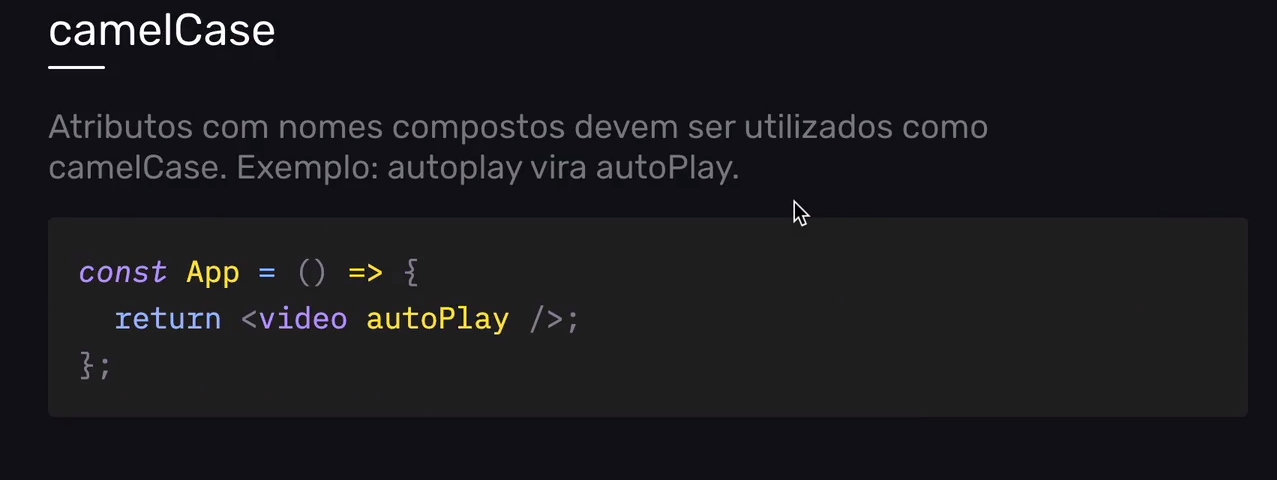 camelCase
Atributos com nomes compostos devem ser utilizados como
camelCase. Exemplo: autoplay vira autoPlay.
const App = () => {
  return <video autoPlay />;
};